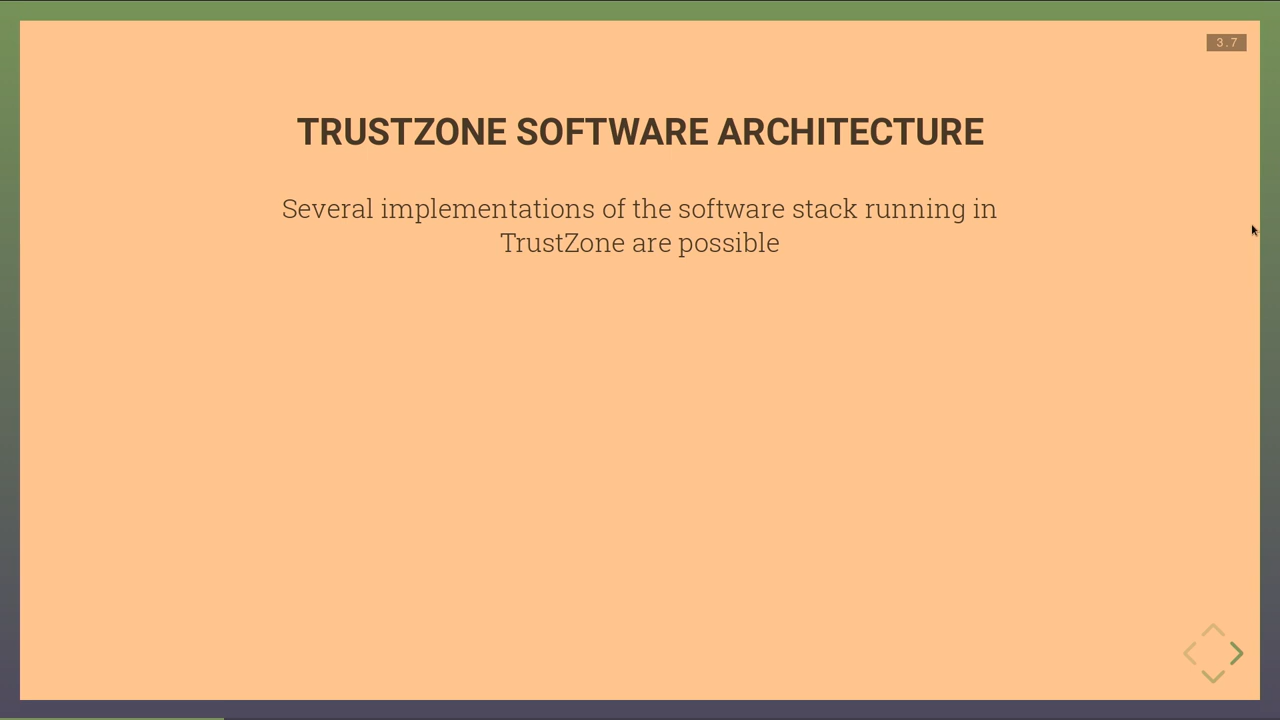 3.7
TRUSTZONE SOFTWARE ARCHITECTURE
Several implementations of the software stack running in
TrustZone are possible